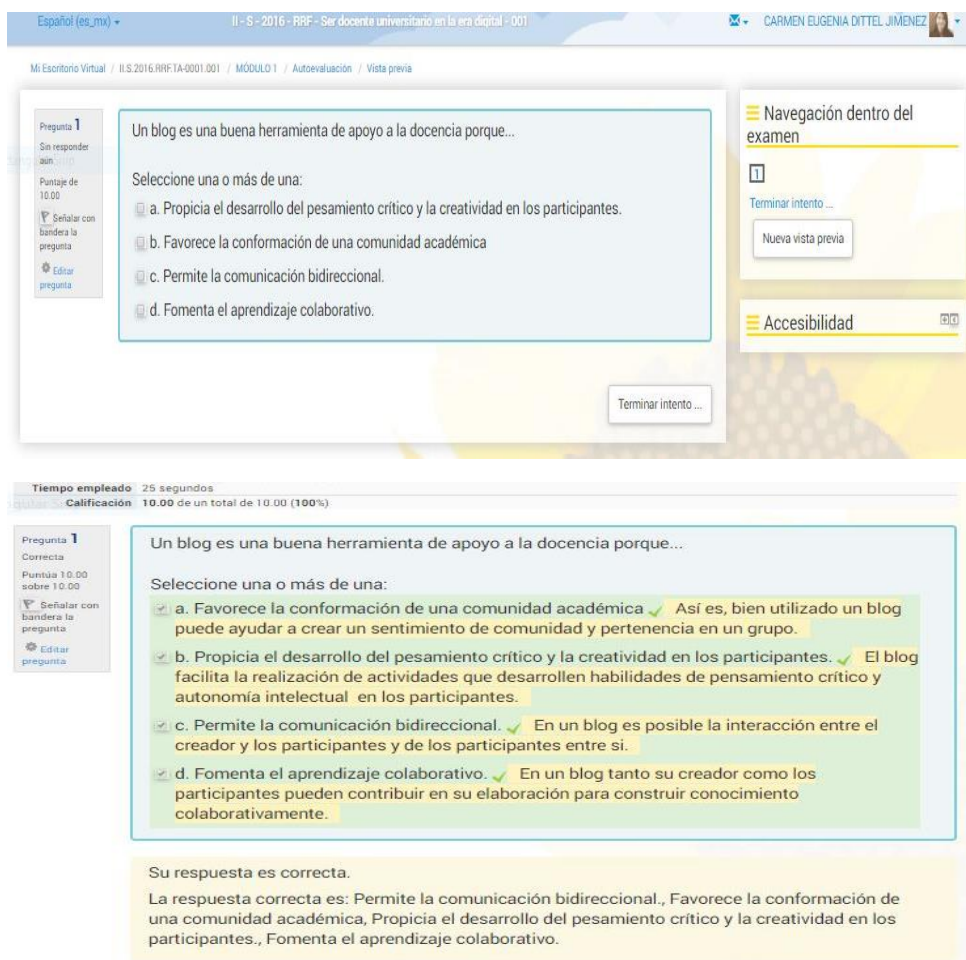 Español (es_mx)
II - S - 2016 - RRF - Ser docente universitario en la era digital - 001
CARMEN EUGENIA DITTEL JIMENEZ
Mi Escritorio Virtual / II.S.2016.RRF.TA-0001.001 / MÓDULO 1 / Autoevaluación / Vista previa
Pregunta 1
Sin responder
aún
Puntaje de
10.00
Señalar con
bandera la
pregunta
Editar
pregunta
Un blog es una buena herramienta de apoyo a la docencia porque...
Seleccione una o más de una:
a. Propicia el desarrollo del pesamiento crítico y la creatividad en los participantes.
b. Favorece la conformación de una comunidad académica
c. Permite la comunicación bidireccional.
d. Fomenta el aprendizaje colaborativo.
Terminar intento ...
Navegación dentro del
examen
1
Terminar intento ...
Nueva vista previa
Accesibilidad
Tiempo empleado 25 segundos
Calificación 10.00 de un total de 10.00 (100%)
Pregunta 1
Correcta
Puntúa 10.00
sobre 10.00
Señalar con
bandera la
pregunta
Editar
pregunta
Un blog es una buena herramienta de apoyo a la docencia porque...
Seleccione una o más de una:
a. Favorece la conformación de una comunidad académica Así es, bien utilizado un blog
puede ayudar a crear un sentimiento de comunidad y pertenencia en un grupo.
b. Propicia el desarrollo del pesamiento crítico y la creatividad en los participantes. El blog
facilita la realización de actividades que desarrollen habilidades de pensamiento crítico y
autonomía intelectual en los participantes.
c. Permite la comunicación bidireccional. En un blog es posible la interacción entre el
creador y los participantes y de los participantes entre si.
d. Fomenta el aprendizaje colaborativo. En un blog tanto su creador como los
participantes pueden contribuir en su elaboración para construir conocimiento
colaborativamente.
Su respuesta es correcta.
La respuesta correcta es: Permite la comunicación bidireccional., Favorece la conformación de
una comunidad académica, Propicia el desarrollo del pesamiento crítico y la creatividad en los
participantes., Fomenta el aprendizaje colaborativo.